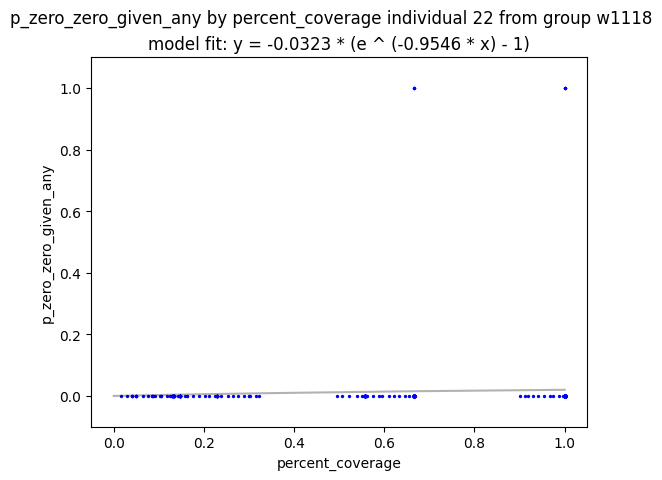 p_zero_zero_given_any by percent_coverage individual 22 from group w1118
model fit: y = -0.0323 * (e ^ (-0.9546 * x) - 1)
1.0
0.8
0.6
0.4
0.2
0.0
p_zero_zero_given_any
0.0 0.2 0.4 0.6 0.8 1.0
percent_coverage